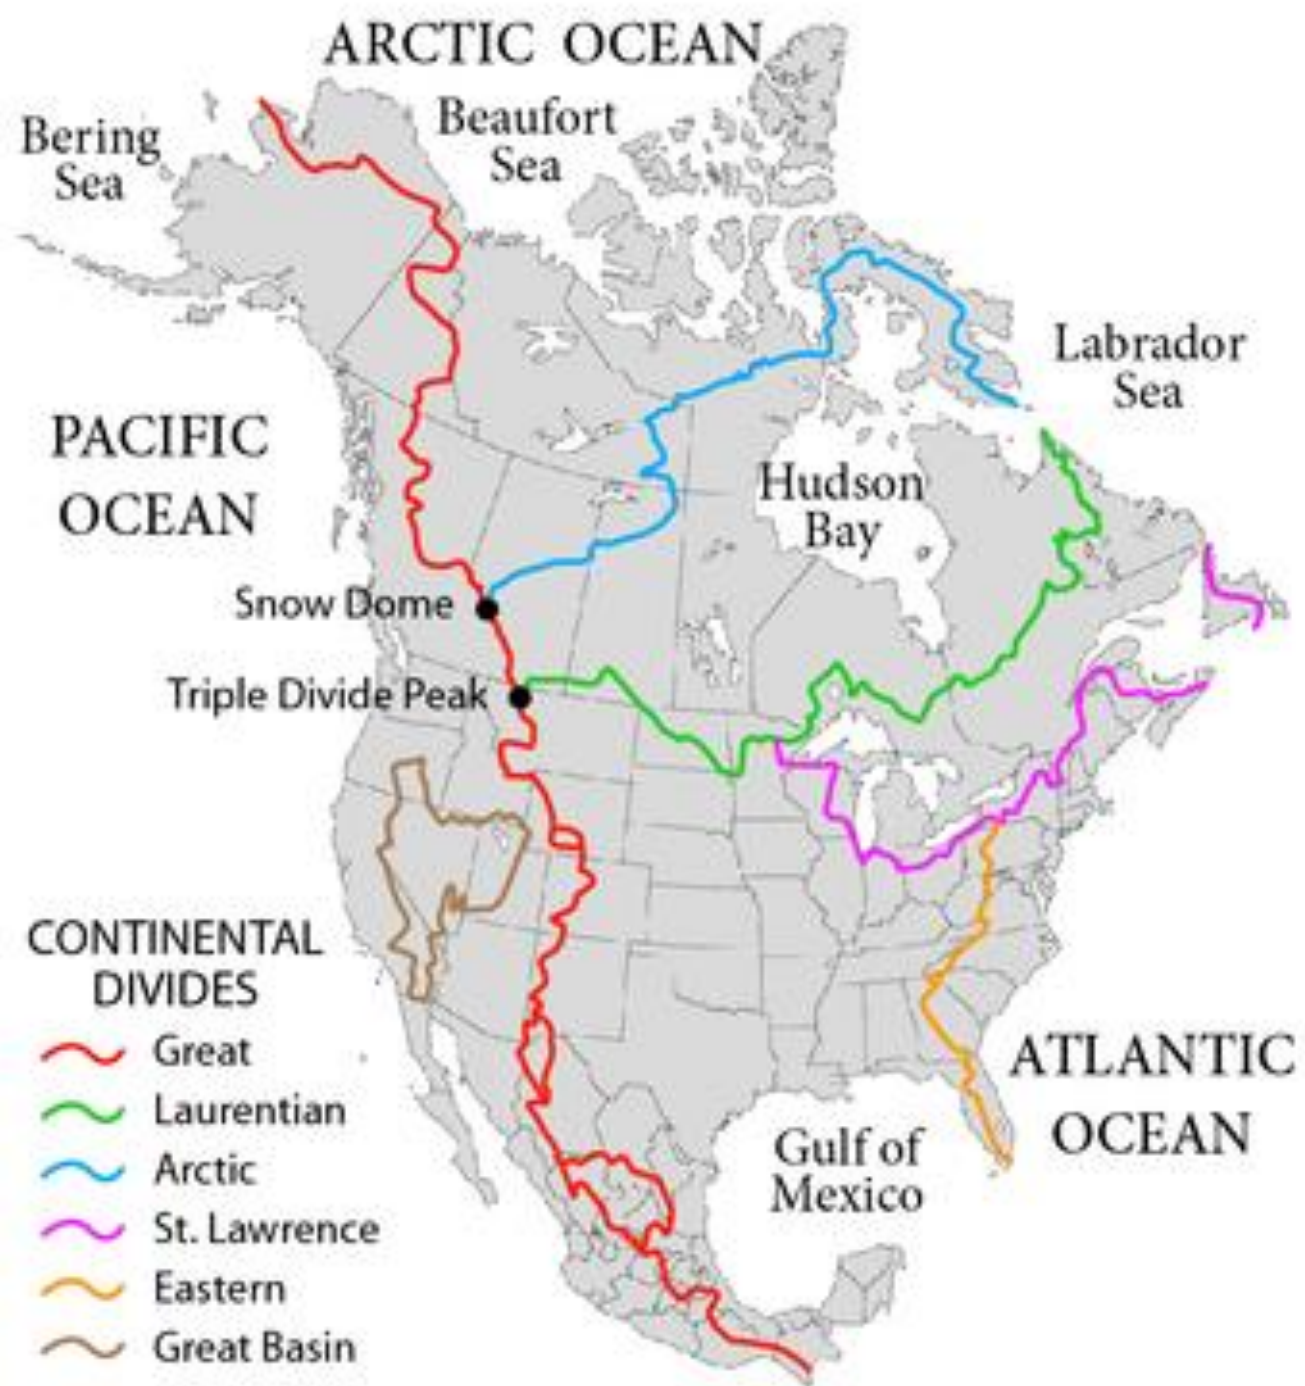 ARCTIC OCEAN
Bering
Sea
Beaufort
Sea
Labrador
Sea
PACIFIC
OCEAN
Hudson
Bay
Snow Dome
Triple Divide Peak
CONTINENTAL
DIVIDES
Great
Laurentian
Arctic
St. Lawrence
Eastern
Great Basin
ATLANTIC
OCEAN
Gulf of
Mexico